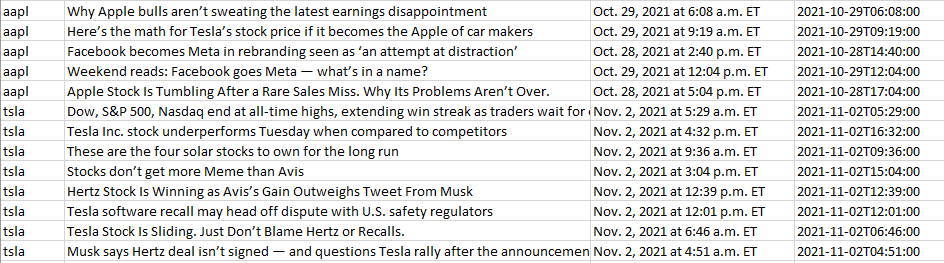 aapl Why Apple bulls aren't sweating the latest earnings disappointment Oct. 29, 2021 at 6:08 a.m. ET 2021-10-29T06:08:00
aapl Here's the math for Tesla's stock price if it becomes the Apple of car makers Oct. 29, 2021 at 9:19 a.m. ET 2021-10-29T09:19:00
aapl Facebook becomes Meta in rebranding seen as ‘an attempt at distraction’ Oct. 28, 2021 at 2:40 p.m. ET 2021-10-28T14:40:00
aapl Weekend reads: Facebook goes Meta — what's in a name? Oct. 29, 2021 at 12:04 p.m. ET 2021-10-29T12:04:00
aapl Apple Stock Is Tumbling After a Rare Sales Miss. Why Its Problems Aren't Over. Oct. 28, 2021 at 5:04 p.m. ET 2021-10-28T17:04:00
tsla Dow, S&P 500, Nasdaq end at all-time highs, extending win streak as traders wait for Nov. 2, 2021 at 5:29 a.m. ET 2021-11-02T05:29:00
tsla Tesla Inc. stock underperforms Tuesday when compared to competitors Nov. 2, 2021 at 4:32 p.m. ET 2021-11-02T16:32:00
tsla These are the four solar stocks to own for the long run Nov. 2, 2021 at 9:36 a.m. ET 2021-11-02T09:36:00
tsla Stocks don't get more Meme than Avis Nov. 2, 2021 at 3:04 p.m. ET 2021-11-02T15:04:00
tsla Hertz Stock Is Winning as Avis's Gain Outweighs Tweet From Musk Nov. 2, 2021 at 12:39 p.m. ET 2021-11-02T12:39:00
tsla Tesla software recall may head off dispute with U.S. safety regulators Nov. 2, 2021 at 12:01 p.m. ET 2021-11-02T12:01:00
tsla Tesla Stock Is Sliding. Just Don't Blame Hertz or Recalls. Nov. 2, 2021 at 6:46 a.m. ET 2021-11-02T06:46:00
tsla Musk says Hertz deal isn't signed — and questions Tesla rally after the announcemen Nov. 2, 2021 at 4:51 a.m. ET 2021-11-02T04:51:00